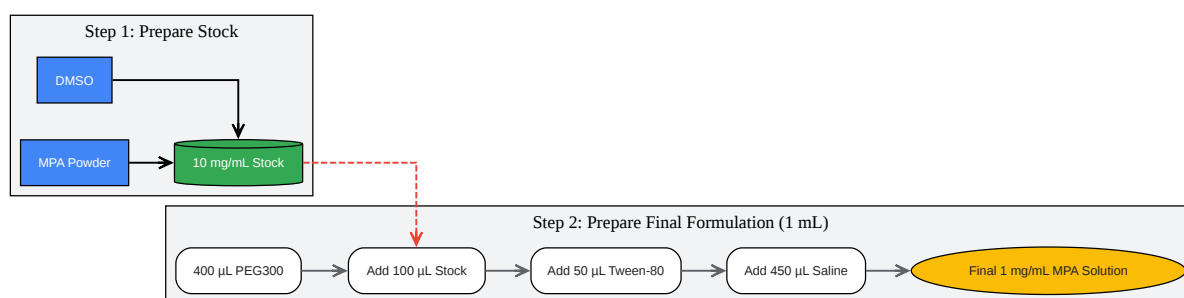 Step 1: Prepare Stock
DMSO
MPA Powder
10 mg/mL Stock
Step 2: Prepare Final Formulation (1 mL)
400 µL PEG300
Add 100 µL Stock
Add 50 µL Tween-80
Add 450 µL Saline
Final 1 mg/mL MPA Solution